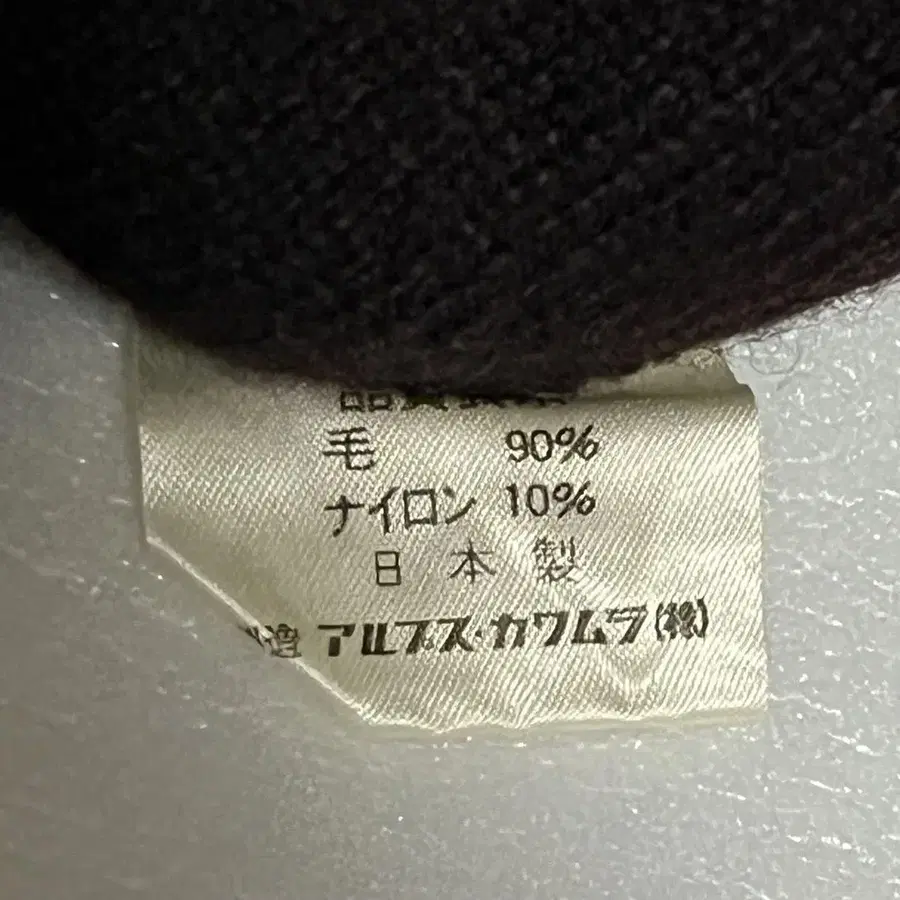 毛 90%
ナイロン 10%
日本製
アルプス・カワムラ(株)